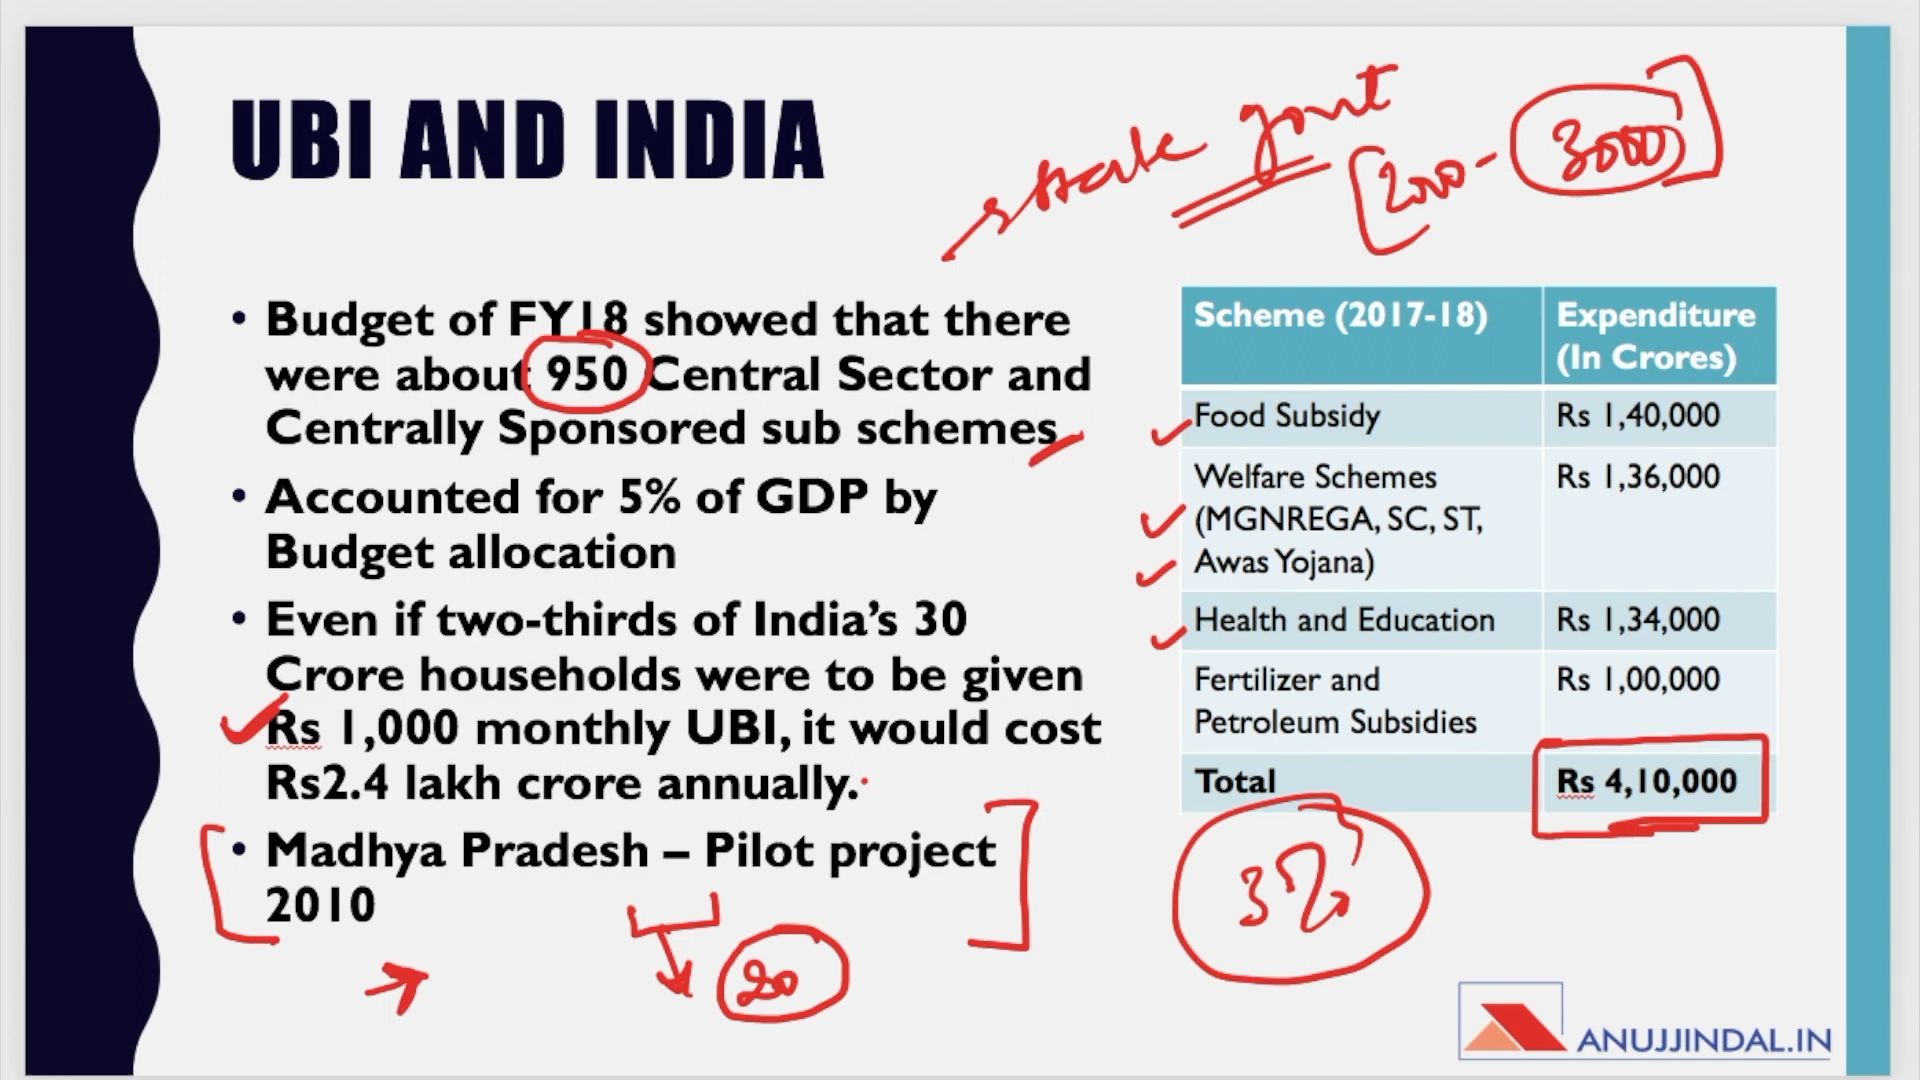 UBI AND INDIA
state govt
[200 - 3000]
• Budget of FY18 showed that there
were about 950 Central Sector and
Centrally Sponsored sub schemes
• Accounted for 5% of GDP by
Budget allocation
• Even if two-thirds of India's 30
Crore households were to be given
Rs 1,000 monthly UBI, it would cost
Rs2.4 lakh crore annually.
• Madhya Pradesh – Pilot project
2010
20
Scheme (2017-18) Expenditure
(In Crores)
Food Subsidy Rs 1,40,000
Welfare Schemes Rs 1,36,000
(MGNREGA, SC, ST,
Awas Yojana)
Health and Education Rs 1,34,000
Fertilizer and Rs 1,00,000
Petroleum Subsidies
Total Rs 4,10,000
3%
ANUJJINDAL.IN